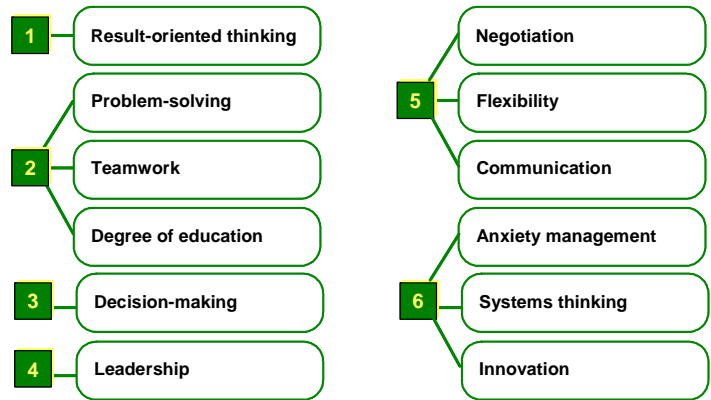 1
Result-oriented thinking
2
Problem-solving
Teamwork
Degree of education
3
Decision-making
4
Leadership
5
Negotiation
Flexibility
Communication
6
Anxiety management
Systems thinking
Innovation